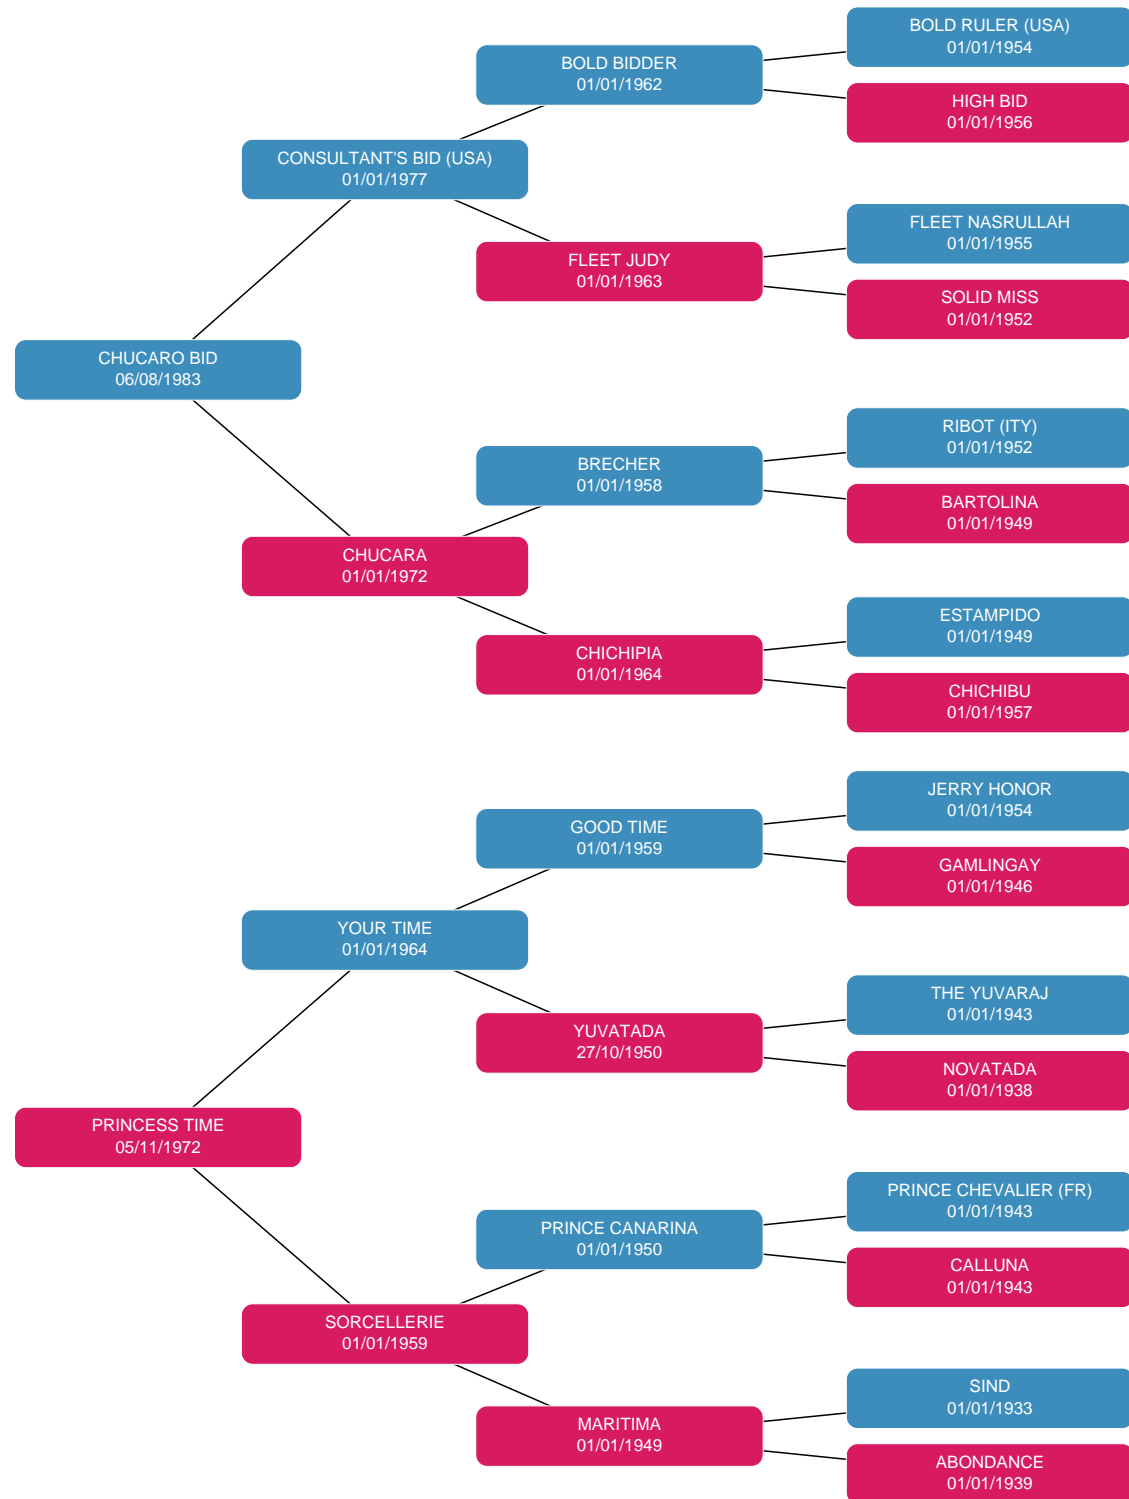 BOLD RULER (USA)
01/01/1954
BOLD BIDDER
01/01/1962
HIGH BID
01/01/1956
CONSULTANT'S BID (USA)
01/01/1977
FLEET NASRULLAH
01/01/1955
FLEET JUDY
01/01/1963
SOLID MISS
01/01/1952
CHUCARO BID
06/08/1983
RIBOT (ITY)
01/01/1952
BRECHER
01/01/1958
BARTOLINA
01/01/1949
CHUCARA
01/01/1972
ESTAMPIDO
01/01/1949
CHICHIPIA
01/01/1964
CHICHIBU
01/01/1957
JERRY HONOR
01/01/1954
GOOD TIME
01/01/1959
GAMLINGAY
01/01/1946
YOUR TIME
01/01/1964
THE YUVARAJ
01/01/1943
YUVATADA
27/10/1950
NOVATADA
01/01/1938
PRINCESS TIME
05/11/1972
PRINCE CHEVALIER (FR)
01/01/1943
PRINCE CANARINA
01/01/1950
CALLUNA
01/01/1943
SORCELLERIE
01/01/1959
SIND
01/01/1933
MARITIMA
01/01/1949
ABONDANCE
01/01/1939